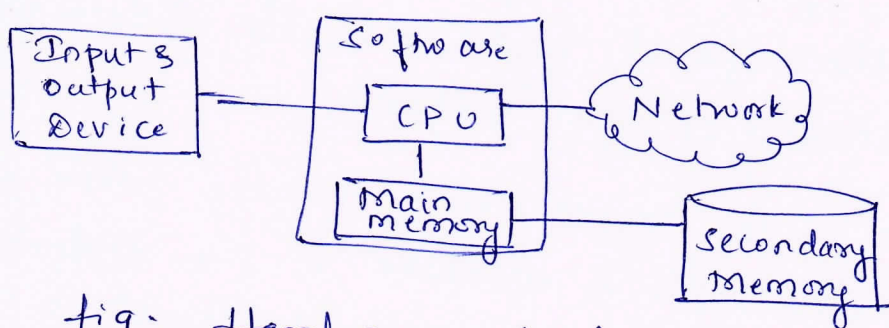 Input &
output
Device
Software
CPU
Main
memory
Network
Secondary
Memory
fig.